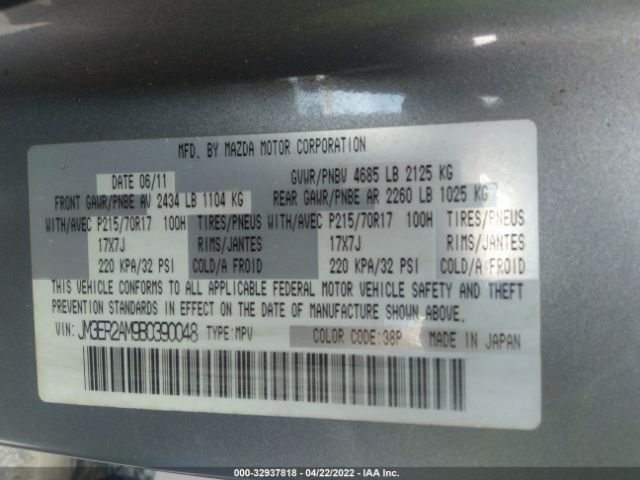 MFD. BY MAZDA MOTOR CORPORATION
DATE 06/11 GVWR/PNBV 4685 LB 2125 KG
FRONT GAWR/PNBE AV 2434 LB 1104 KG REAR GAWR/PNBE AR 2260 LB 1025 KG
WITH/AVEC P215/70R17 100H TIRES/PNEUS WITH/AVEC P215/70R17 100H TIRES/PNEUS
17X7J RIMS/JANTES 17X7J RIMS/JANTES
220 KPA/32 PSI COLD/A FROID 220 KPA/32 PSI COLD/A FROID
THIS VEHICLE CONFORMS TO ALL APPLICABLE FEDERAL MOTOR VEHICLE SAFETY AND THEFT
PREVENTION STANDARDS IN EFFECT ON THE DATE OF MANUFACTURE SHOWN ABOVE.
VIN: JM3ER2AM9B0390048 TYPE:MPV COLOR CODE:38P MADE IN JAPAN
000-32937818 - 04/22/2022 - COPYRIGHT IAA